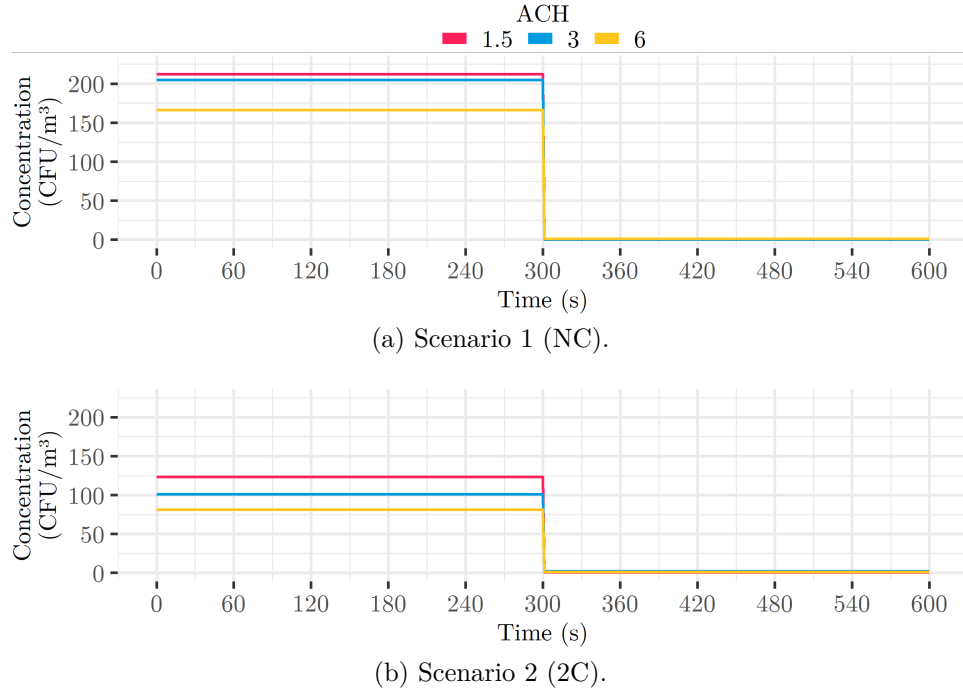 ACH
1.5 3 6
Concentration
(CFU/m³)
200
150
100
50
0
0 60 120 180 240 300 360 420 480 540 600
Time (s)
(a) Scenario 1 (NC).
Concentration
(CFU/m³)
200
150
100
50
0
0 60 120 180 240 300 360 420 480 540 600
Time (s)
(b) Scenario 2 (2C).